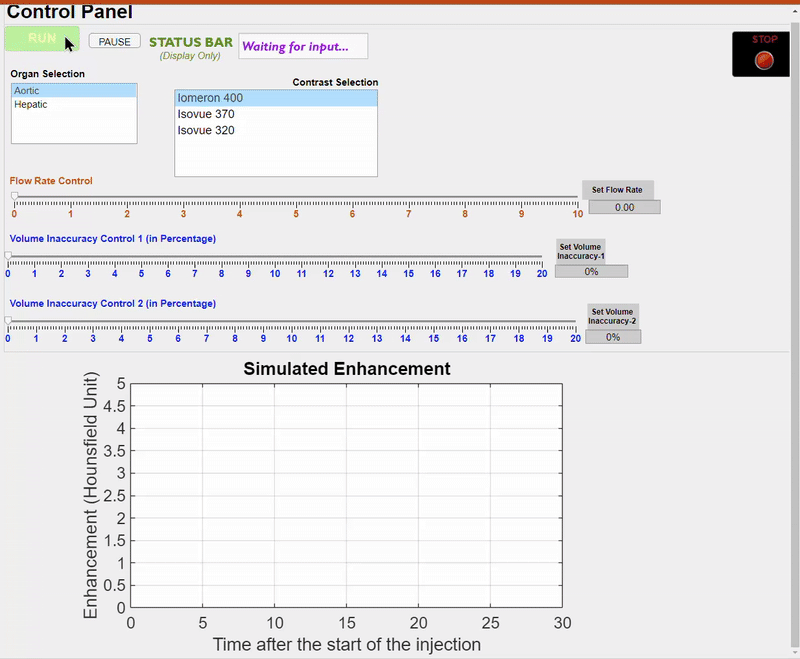 Control Panel
RUN
PAUSE
STATUS BAR
(Display Only)
Waiting for input...
STOP
Organ Selection
Aortic
Hepatic
Contrast Selection
Iomeron 400
Isovue 370
Isovue 320
Flow Rate Control
0 1 2 3 4 5 6 7 8 9 10
Set Flow Rate
0.00
Volume Inaccuracy Control 1 (in Percentage)
0 1 2 3 4 5 6 7 8 9 10 11 12 13 14 15 16 17 18 19 20
Set Volume
Inaccuracy-1
0%
Volume Inaccuracy Control 2 (in Percentage)
0 1 2 3 4 5 6 7 8 9 10 11 12 13 14 15 16 17 18 19 20
Set Volume
Inaccuracy-2
0%
Simulated Enhancement
Enhancement (Hounsfield Unit)
5
4.5
4
3.5
3
2.5
2
1.5
1
0.5
0
0 5 10 15 20 25 30
Time after the start of the injection